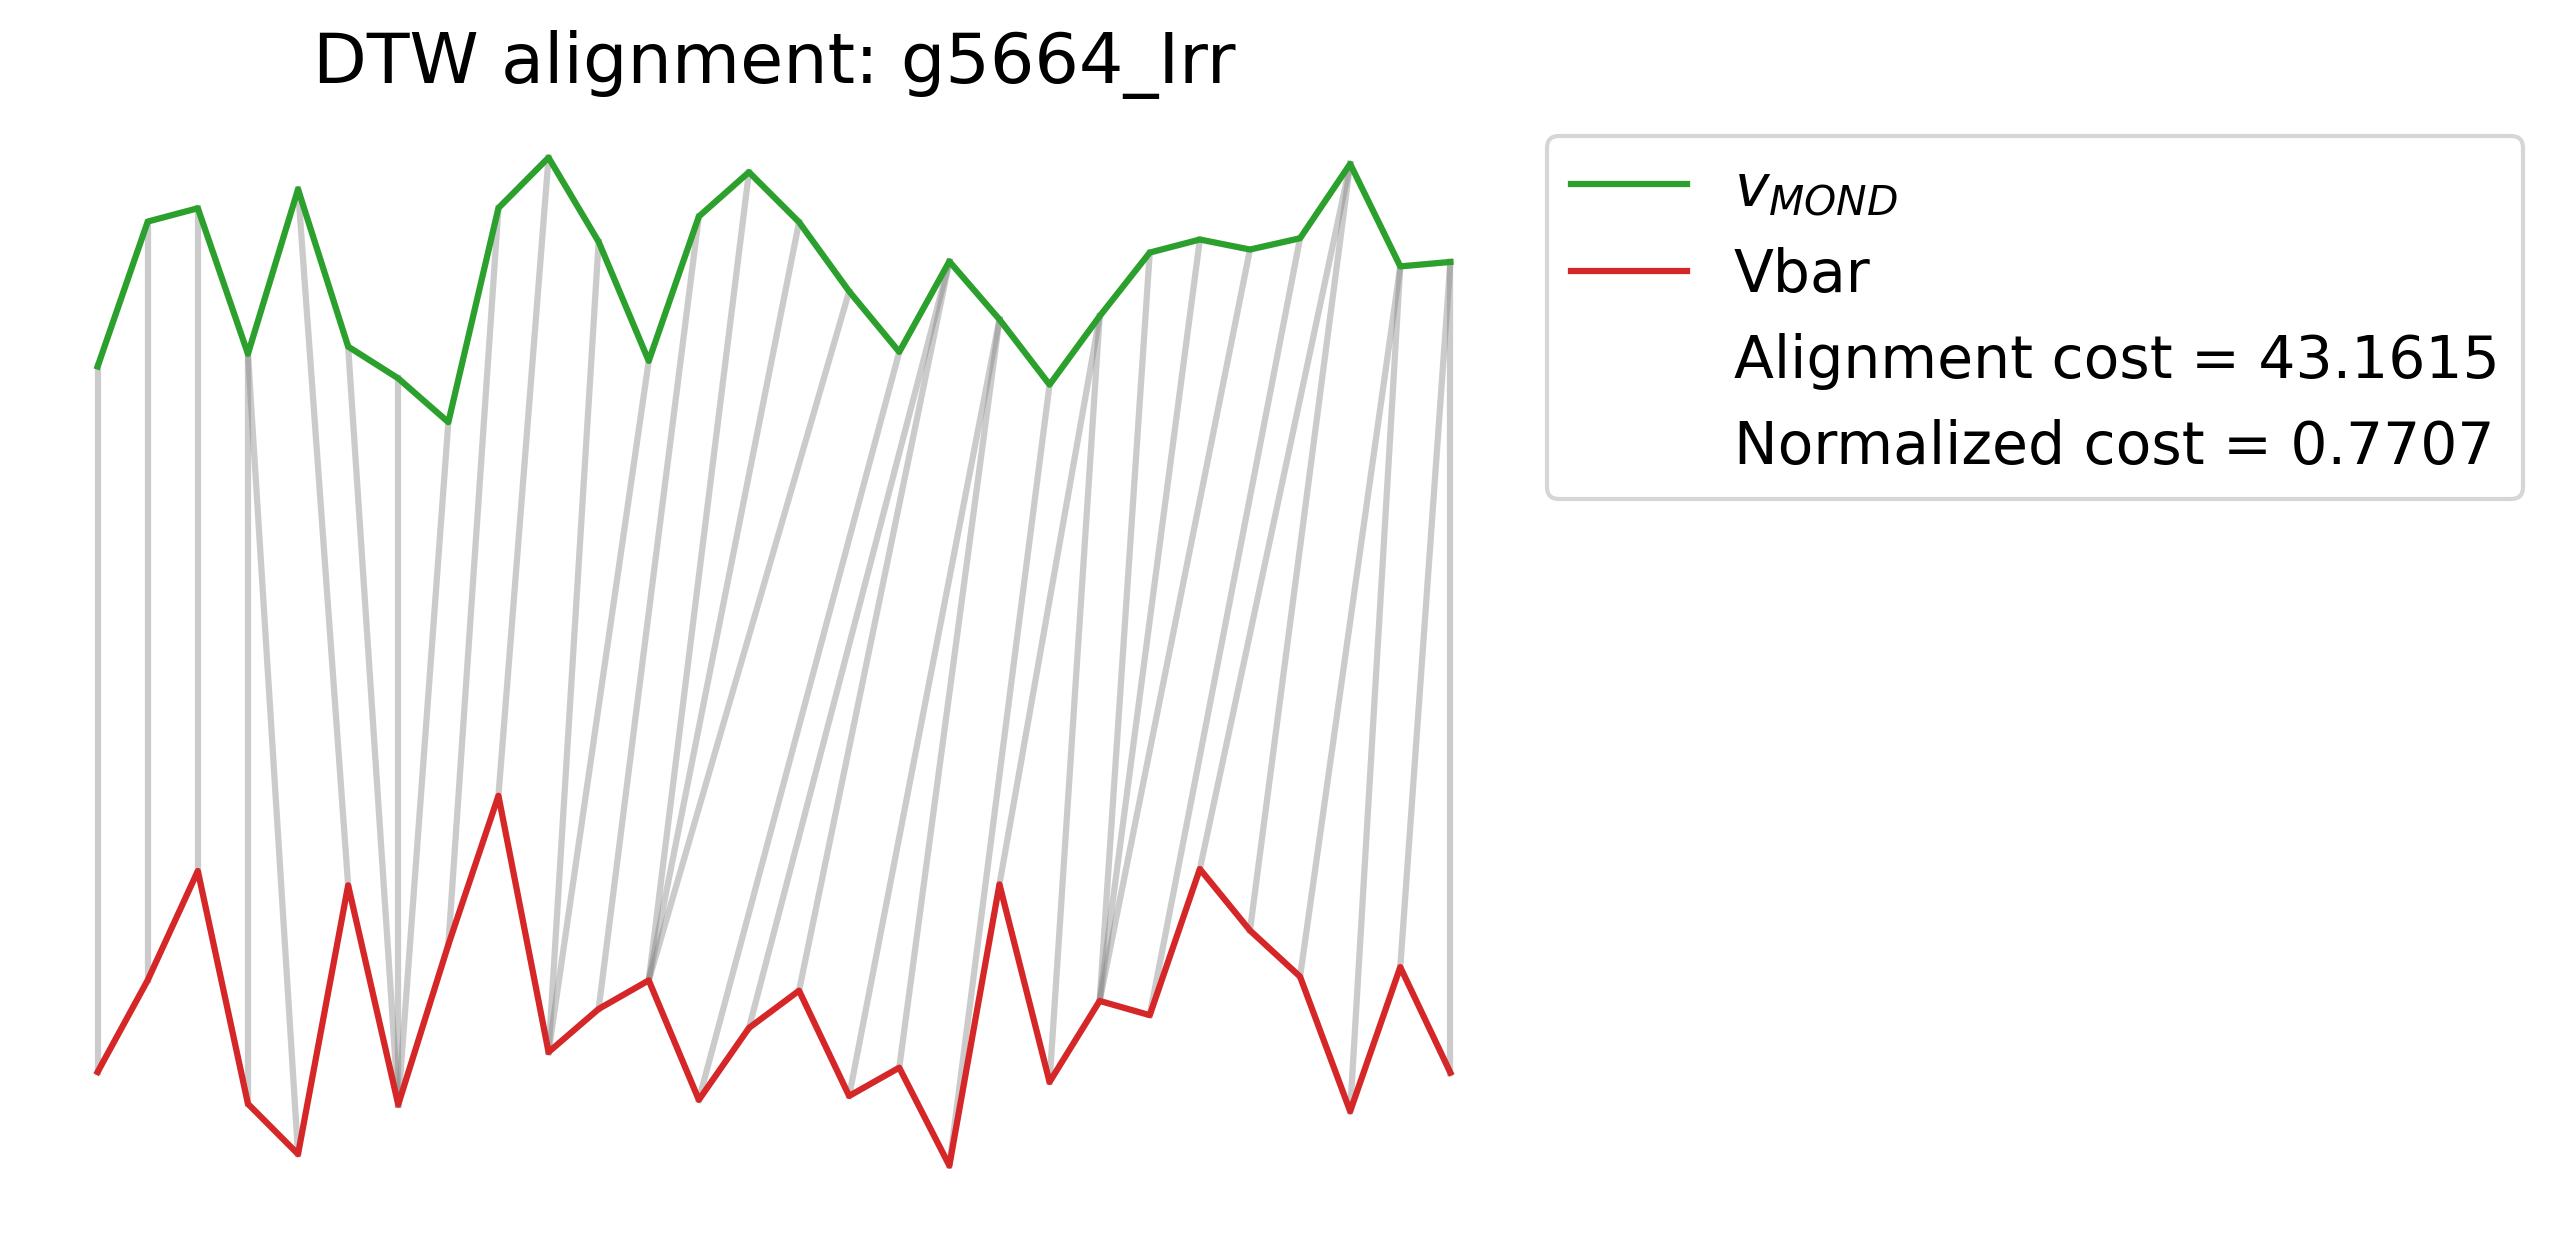 DTW alignment: g5664_Irr
v_MOND
Vbar
Alignment cost = 43.1615
Normalized cost = 0.7707